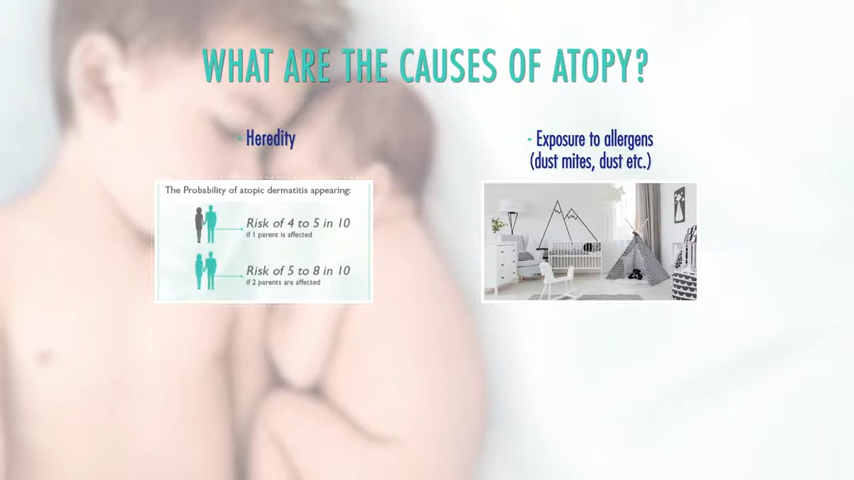 WHAT ARE THE CAUSES OF ATOPY?
- Heredity
The Probability of atopic dermatitis appearing:
Risk of 4 to 5 in 10
if 1 parent is affected
Risk of 5 to 8 in 10
if 2 parents are affected
- Exposure to allergens
(dust mites, dust etc.)